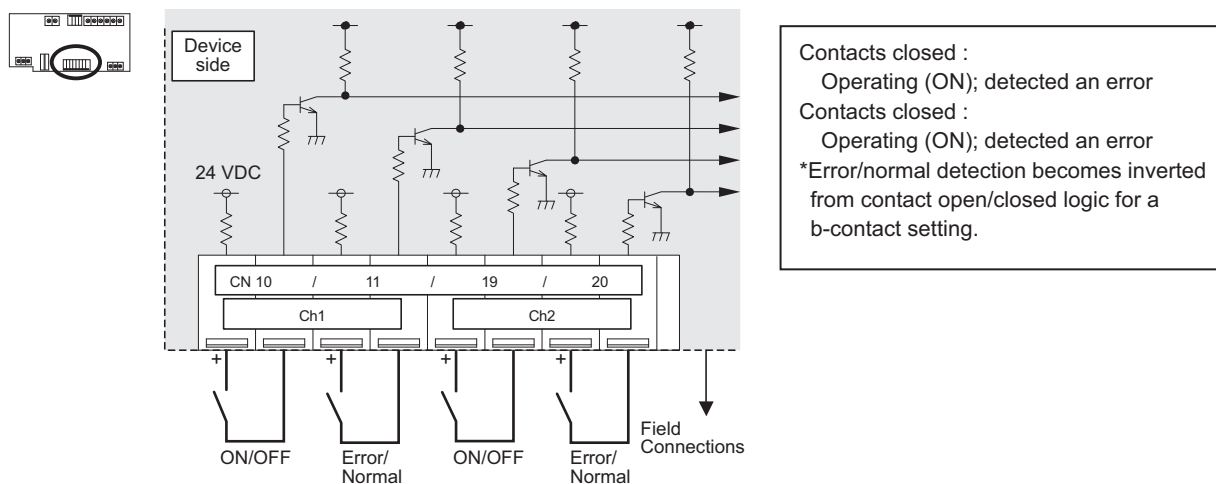 Device
side
24 VDC
CN 10 / 11 / 19 / 20
Ch1 Ch2
+ + + +
ON/OFF Error/
Normal ON/OFF Error/
Normal
Field
Connections
Contacts closed :
Operating (ON); detected an error
Contacts closed :
Operating (ON); detected an error
*Error/normal detection becomes inverted
from contact open/closed logic for a
b-contact setting.